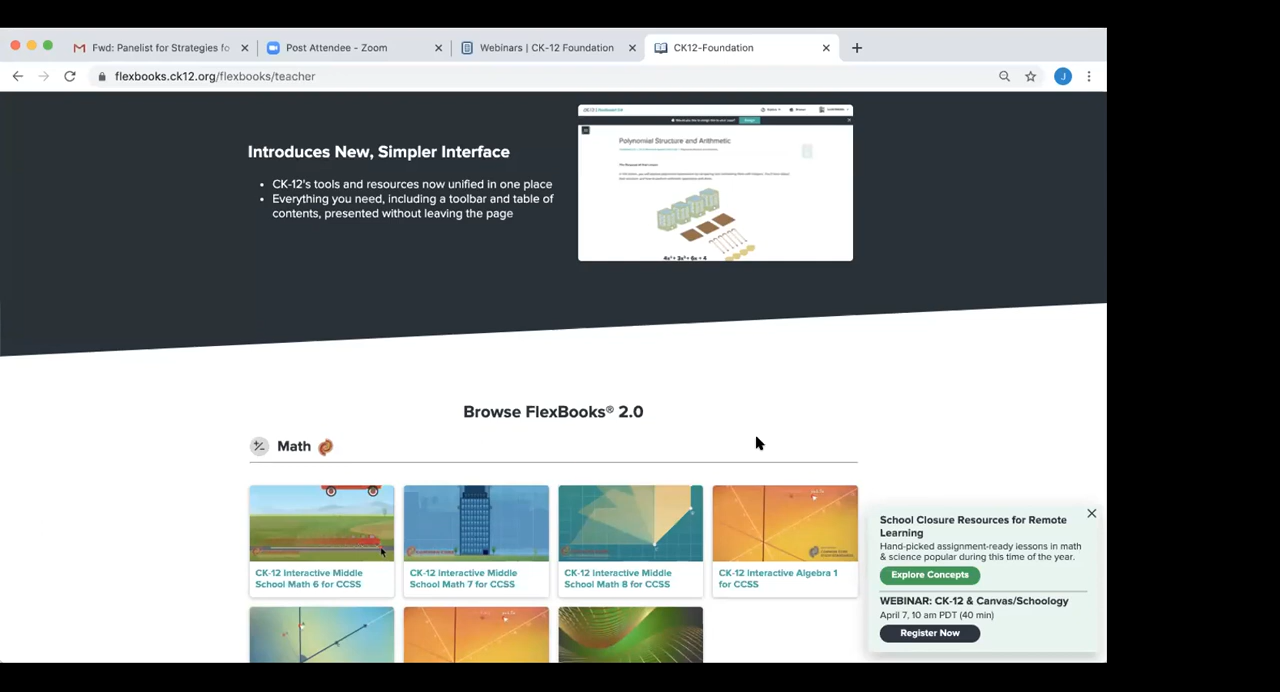 Fwd: Panelist for Strategies fo
Post Attendee - Zoom
Webinars | CK-12 Foundation
CK12-Foundation
flexbooks.ck12.org/flexbooks/teacher
J
Introduces New, Simpler Interface
• CK-12's tools and resources now unified in one place
• Everything you need, including a toolbar and table of
contents, presented without leaving the page
Polynomial Structure and Arithmetic
4x³ + 3x² + 6x + 4
Browse FlexBooks® 2.0
Math
CK-12 Interactive Middle
School Math 6 for CCSS
CK-12 Interactive Middle
School Math 7 for CCSS
CK-12 Interactive Middle
School Math 8 for CCSS
CK-12 Interactive Algebra 1
for CCSS
School Closure Resources for Remote
Learning
Hand-picked assignment-ready lessons in math
& science popular during this time of the year.
Explore Concepts
WEBINAR: CK-12 & Canvas/Schoology
April 7, 10 am PDT (40 min)
Register Now